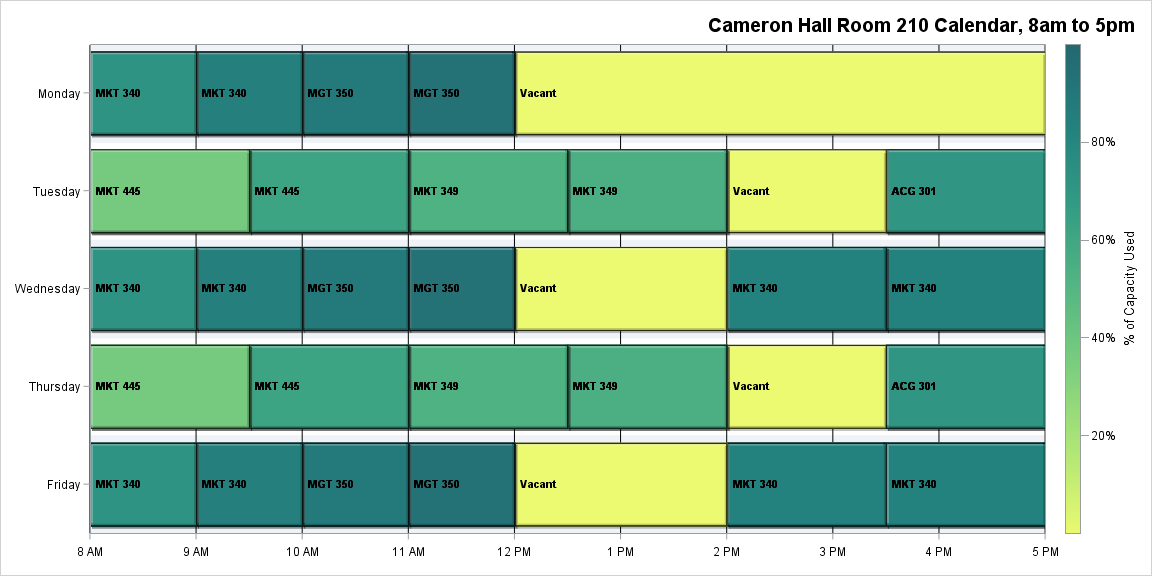 Cameron Hall Room 210 Calendar, 8am to 5pm
Monday
MKT 340
MKT 340
MGT 350
MGT 350
Vacant
Tuesday
MKT 445
MKT 445
MKT 349
MKT 349
Vacant
ACG 301
Wednesday
MKT 340
MKT 340
MGT 350
MGT 350
Vacant
MKT 340
MKT 340
Thursday
MKT 445
MKT 445
MKT 349
MKT 349
Vacant
ACG 301
Friday
MKT 340
MKT 340
MGT 350
MGT 350
Vacant
MKT 340
MKT 340
8 AM
9 AM
10 AM
11 AM
12 PM
1 PM
2 PM
3 PM
4 PM
5 PM
80%
60%
40%
20%
% of Capacity Used